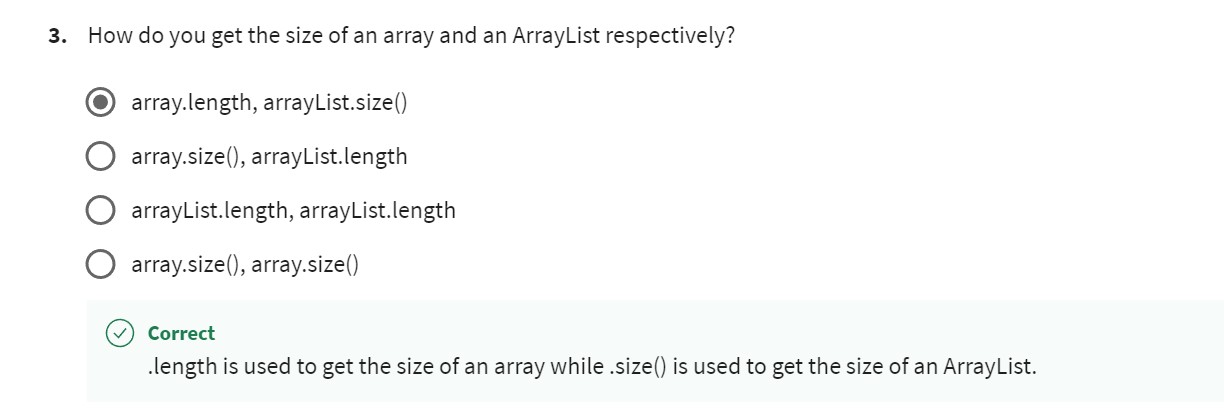 3. How do you get the size of an array and an ArrayList respectively?
array.length, arrayList.size()
array.size(), arrayList.length
arrayList.length, arrayList.length
array.size(), array.size()
Correct
.length is used to get the size of an array while .size() is used to get the size of an ArrayList.